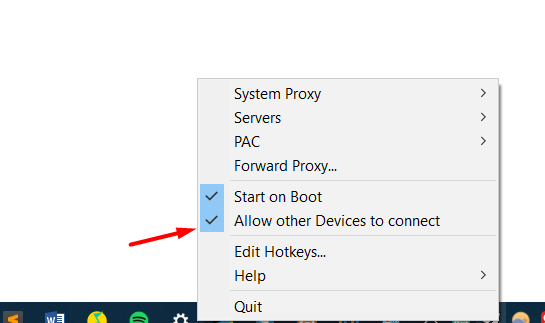 System Proxy
Servers
PAC
Forward Proxy...
Start on Boot
Allow other Devices to connect
Edit Hotkeys...
Help
Quit